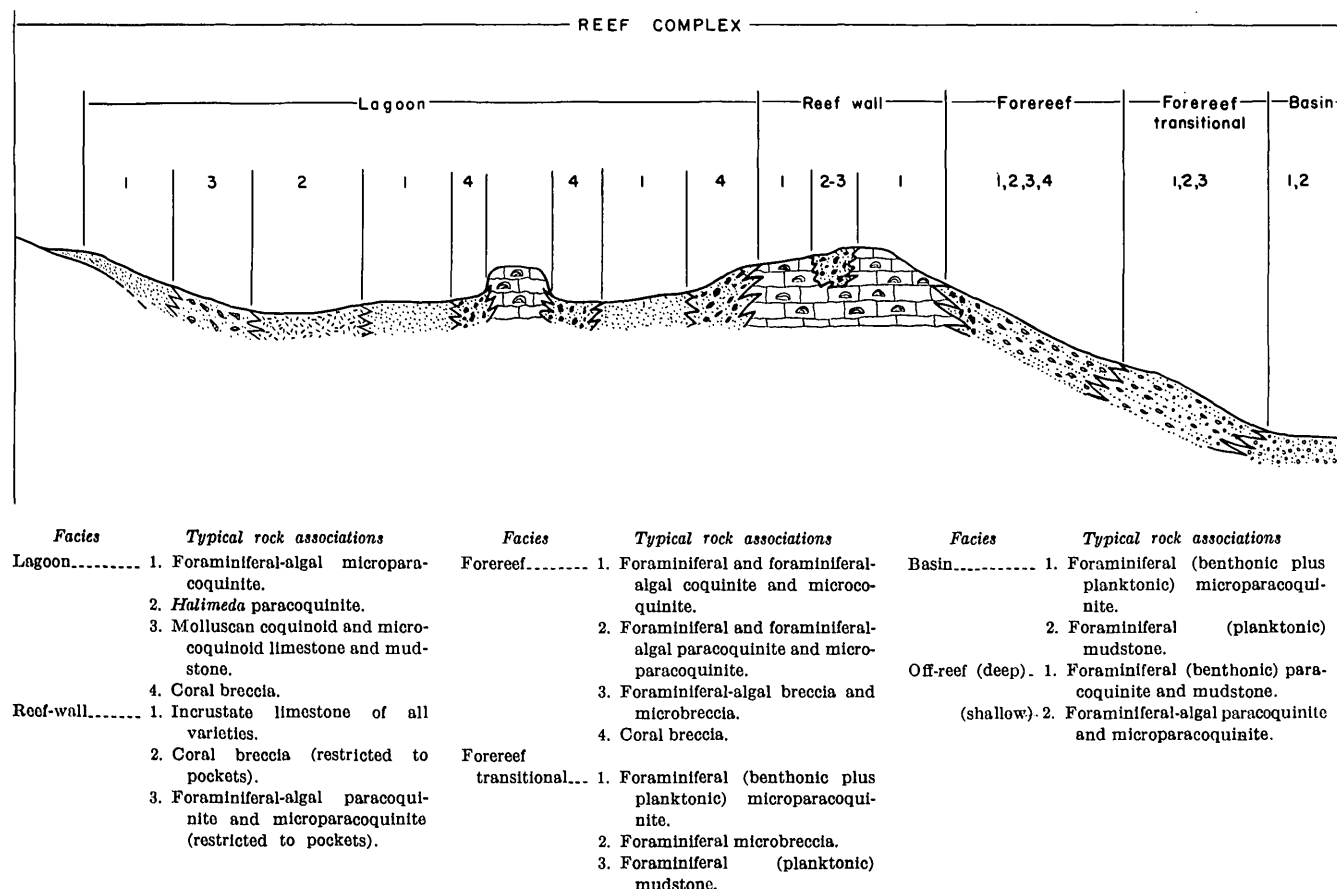 REEF COMPLEX
Lagoon
Reef wall
Forereef
Forereef
transitional
Basin
1 3 2 1 4 4 1 4 1 2-3 1 1,2,3,4 1,2,3 1,2
Facies Typical rock associations
Lagoon......... 1. Foraminiferal-algal micropara-
coquinite.
2. Halimeda paracoquinite.
3. Molluscan coquinoid and micro-
coquinoid limestone and mud-
stone.
4. Coral breccia.
Reef-wall....... 1. Incrustate limestone of all
varieties.
2. Coral breccia (restricted to
pockets).
3. Foraminiferal-algal paracoqui-
nite and microparacoquinite
(restricted to pockets).
Facies Typical rock associations
Forereef........ 1. Foraminiferal and foraminiferal-
algal coquinite and microco-
quinite.
2. Foraminiferal and foraminiferal-
algal paracoquinite and micro-
paracoquinite.
3. Foraminiferal-algal breccia and
microbreccia.
4. Coral breccia.
Forereef
transitional... 1. Foraminiferal (benthonic plus
planktonic) microparacoqui-
nite.
2. Foraminiferal microbreccia.
3. Foraminiferal (planktonic)
mudstone.
Facies Typical rock associations
Basin........... 1. Foraminiferal (benthonic plus
planktonic) microparacoqui-
nite.
2. Foraminiferal (planktonic)
mudstone.
Off-reef (deep). 1. Foraminiferal (benthonic) para-
coquinite and mudstone.
(shallow). 2. Foraminiferal-algal paracoquinite
and microparacoquinite.